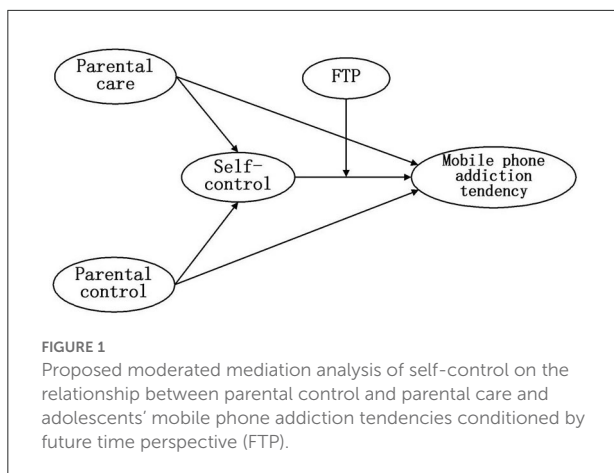 Parental
care
FTP
Self-
control
Mobile phone
addiction
tendency
Parental
control
FIGURE 1
Proposed moderated mediation analysis of self-control on the
relationship between parental control and parental care and
adolescents' mobile phone addiction tendencies conditioned by
future time perspective (FTP).